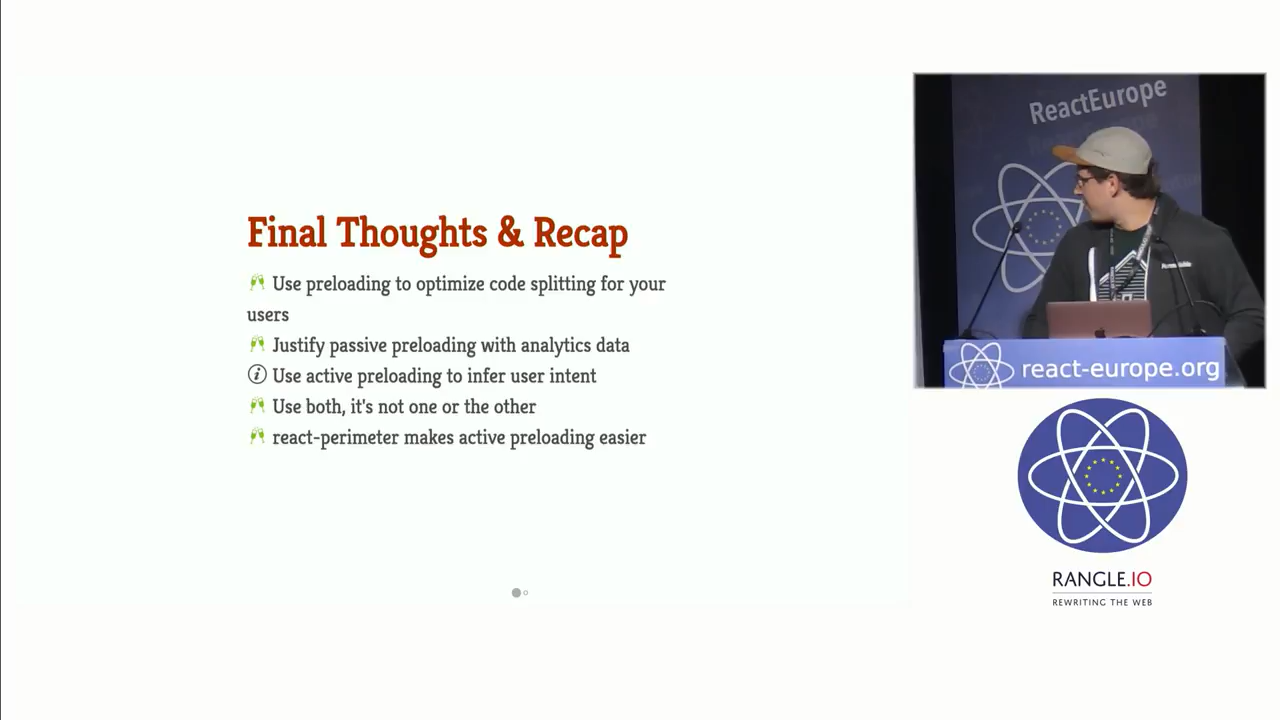 Final Thoughts & Recap
Use preloading to optimize code splitting for your
users
Justify passive preloading with analytics data
Use active preloading to infer user intent
Use both, it's not one or the other
react-perimeter makes active preloading easier
ReactEurope
react-europe.org
RANGLE.IO
REWRITING THE WEB